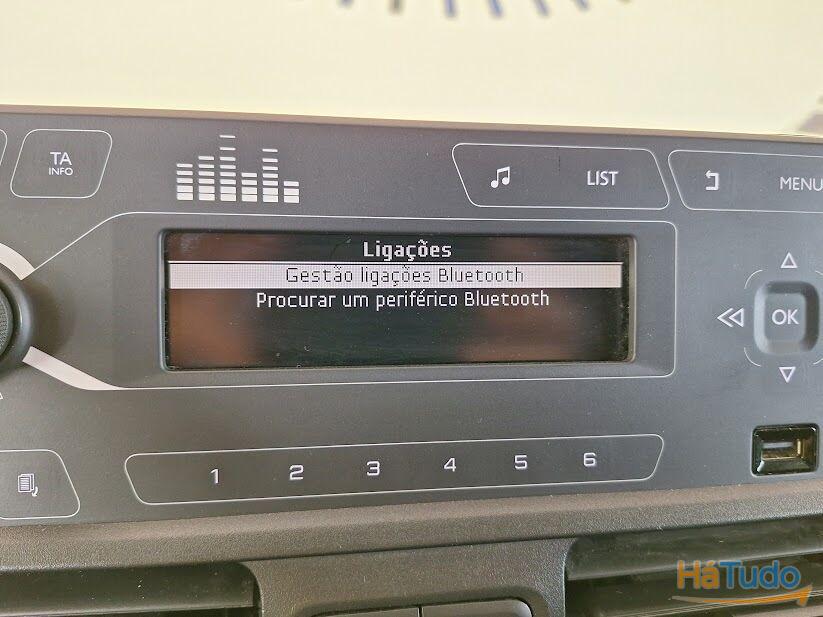 TA
INFO
LIST
MENU
Ligações
Gestão ligações Bluetooth
Procurar um periférico Bluetooth
OK
1 2 3 4 5 6
HáTudo